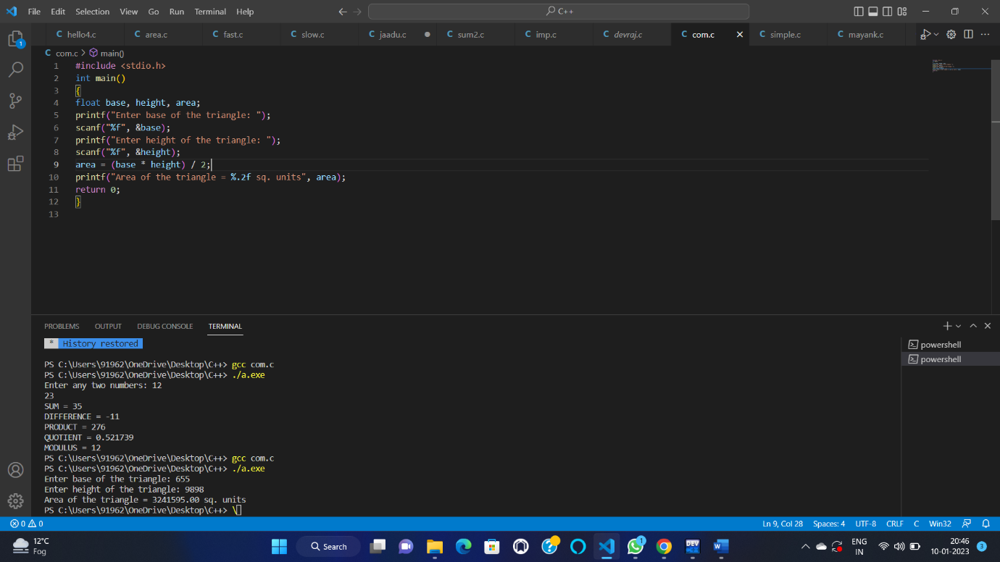 File Edit Selection View Go Run Terminal Help
C++
hello4.c area.c fast.c slow.c jaadu.c sum2.c imp.c devraj.c com.c simple.c mayank.c
com.c > main()
1 #include <stdio.h>
2 int main()
3 {
4 float base, height, area;
5 printf("Enter base of the triangle: ");
6 scanf("%f", &base);
7 printf("Enter height of the triangle: ");
8 scanf("%f", &height);
9 area = (base * height) / 2;
10 printf("Area of the triangle = %.2f sq. units", area);
11 return 0;
12 }
13
PROBLEMS OUTPUT DEBUG CONSOLE TERMINAL
* History restored
powershell
powershell
PS C:\Users\91962\OneDrive\Desktop\C++> gcc com.c
PS C:\Users\91962\OneDrive\Desktop\C++> ./a.exe
Enter any two numbers: 12
23
SUM = 35
DIFFERENCE = -11
PRODUCT = 276
QUOTIENT = 0.521739
MODULUS = 12
PS C:\Users\91962\OneDrive\Desktop\C++> gcc com.c
PS C:\Users\91962\OneDrive\Desktop\C++> ./a.exe
Enter base of the triangle: 655
Enter height of the triangle: 9898
Area of the triangle = 3241595.00 sq. units
PS C:\Users\91962\OneDrive\Desktop\C++> \
0 0 Ln 9, Col 28 Spaces: 4 UTF-8 CRLF C Win32
12°C
Fog
Search
DEV
ENG
IN
20:46
10-01-2023
3